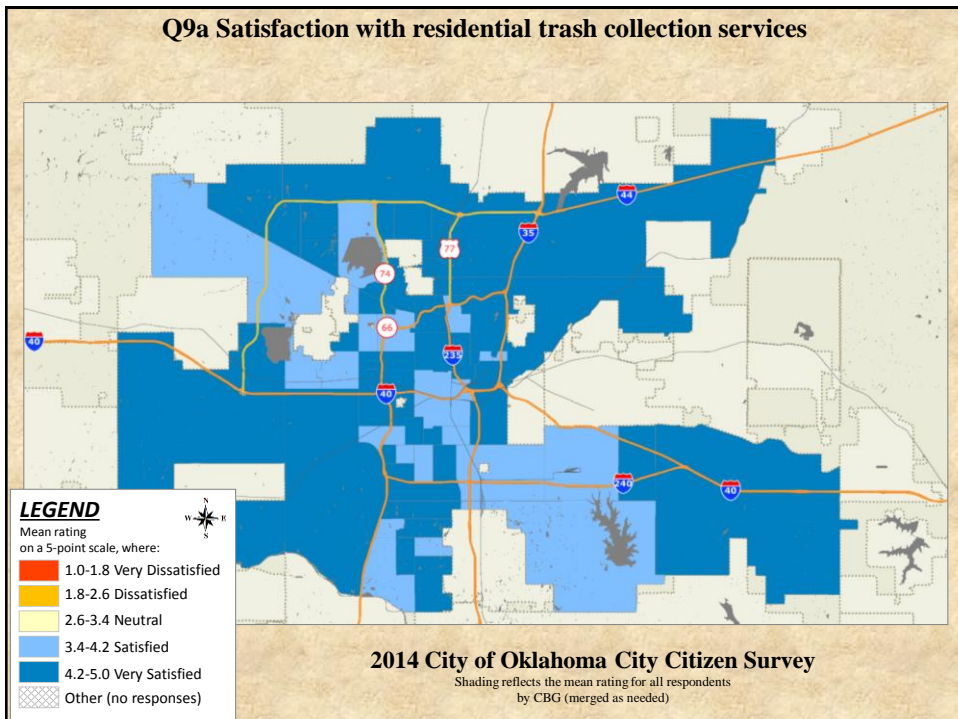 Q9a Satisfaction with residential trash collection services
44
35
77
74
66
40
235
40
240
40
LEGEND
N
W E
S
Mean rating
on a 5-point scale, where:
1.0-1.8 Very Dissatisfied
1.8-2.6 Dissatisfied
2.6-3.4 Neutral
3.4-4.2 Satisfied
4.2-5.0 Very Satisfied
Other (no responses)
2014 City of Oklahoma City Citizen Survey
Shading reflects the mean rating for all respondents
by CBG (merged as needed)